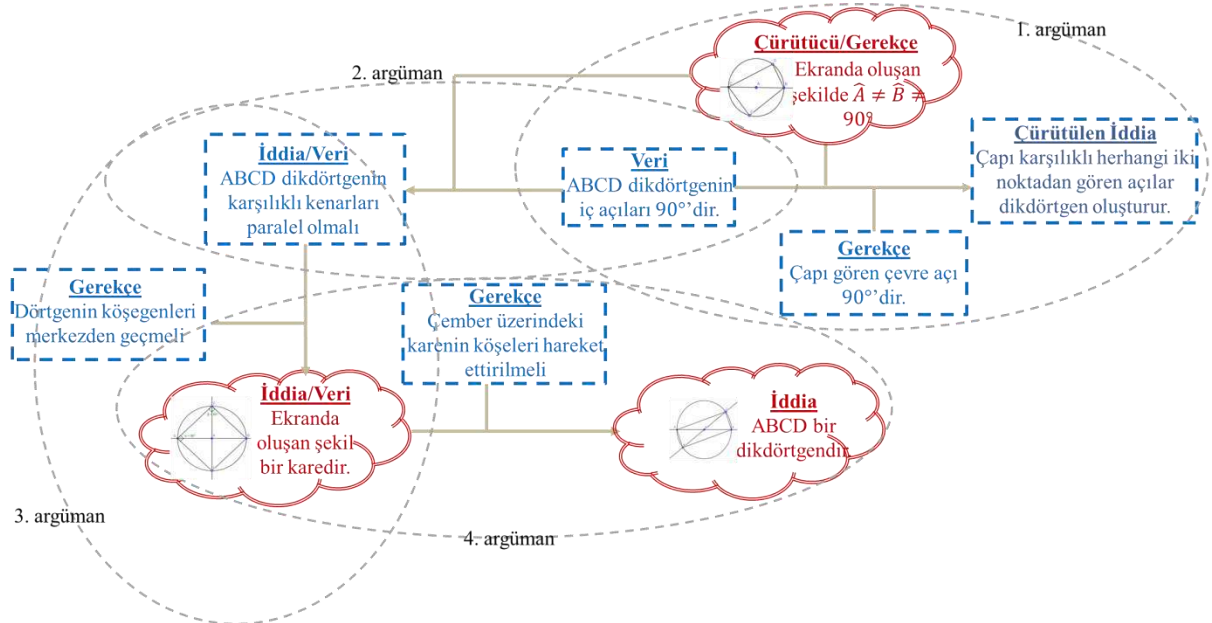 1. argüman
Çürütücü/Gerekçe
Ekranda oluşan
şekilde Â ≠ B̂ ≠
90°
2. argüman
İddia/Veri
ABCD dikdörtgenin
karşılıklı kenarları
paralel olmalı
Veri
ABCD dikdörtgenin
iç açıları 90°’dir.
Çürütülen İddia
Çapı karşılıklı herhangi iki
noktadan gören açılar
dikdörtgen oluşturur.
Gerekçe
Çapı gören çevre açı
90°’dir.
Gerekçe
Dörtgenin köşegenleri
merkezden geçmeli
Gerekçe
Çember üzerindeki
karenin köşeleri hareket
ettirilmeli
İddia/Veri
Ekranda
oluşan şekil
bir karedir.
İddia
ABCD bir
dikdörtgendir.
3. argüman
4. argüman